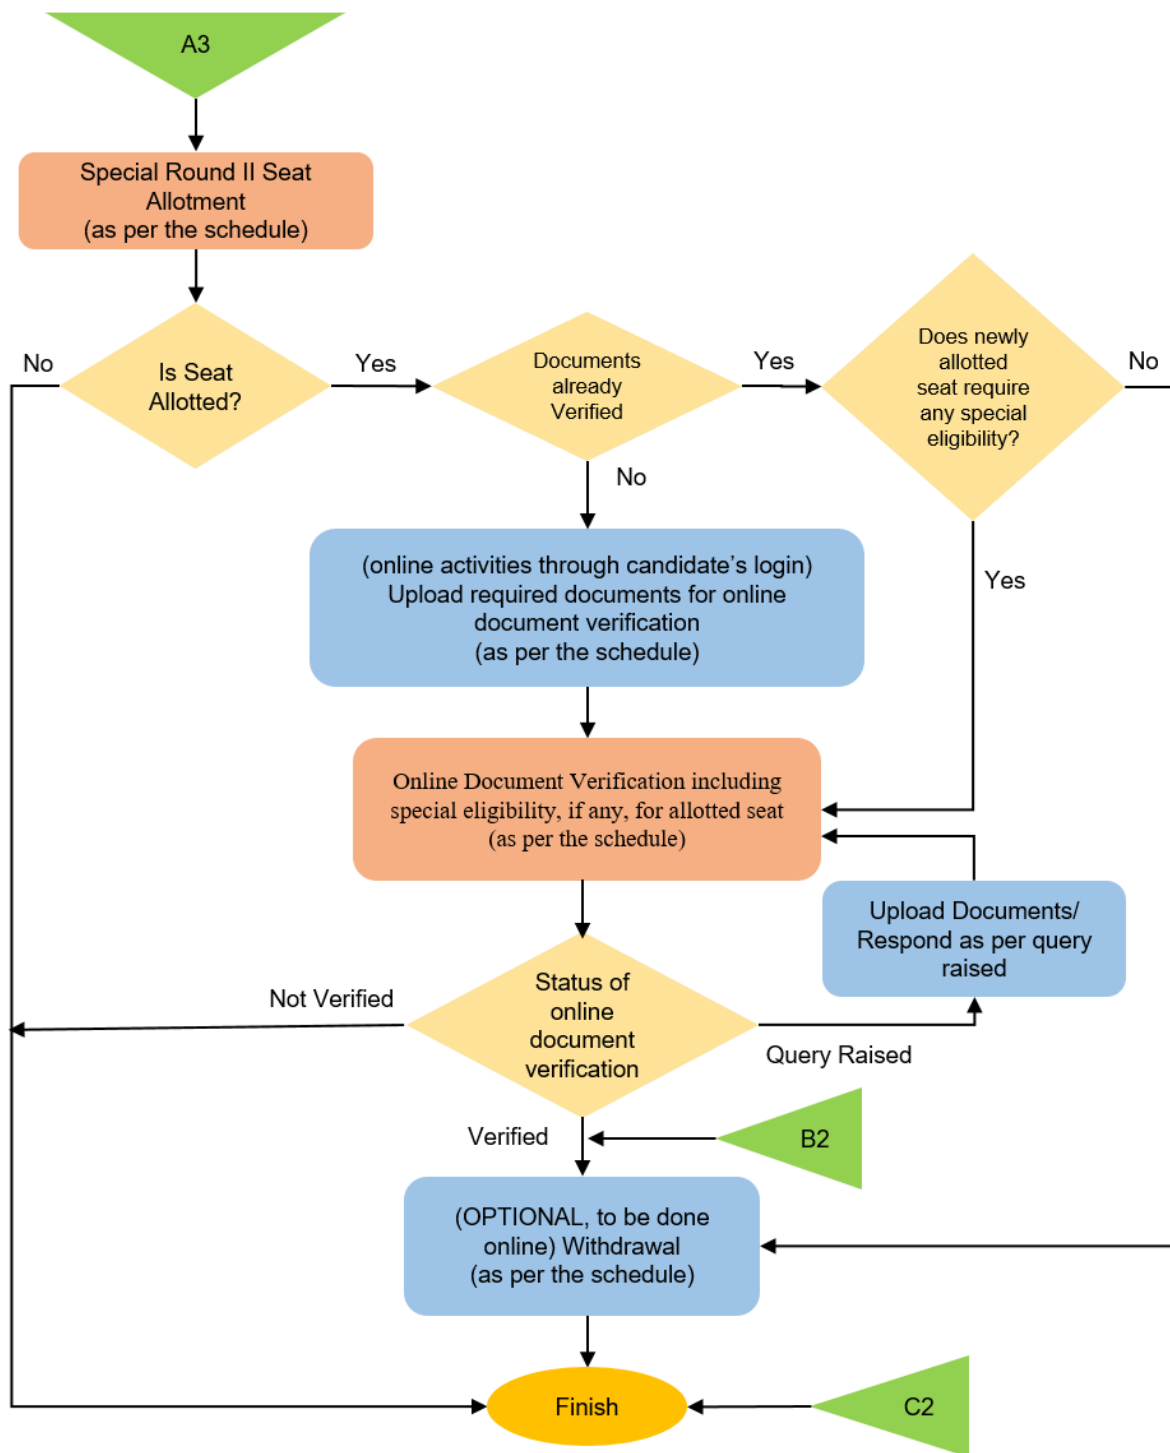 A3
Special Round II Seat
Allotment
(as per the schedule)
No
Is Seat
Allotted?
Yes
Documents
already
Verified
Yes
Does newly
allotted
seat require
any special
eligibility?
No
No
Yes
(online activities through candidate’s login)
Upload required documents for online
document verification
(as per the schedule)
Online Document Verification including
special eligibility, if any, for allotted seat
(as per the schedule)
Upload Documents/
Respond as per query
raised
Not Verified
Status of
online
document
verification
Query Raised
Verified
B2
(OPTIONAL, to be done
online) Withdrawal
(as per the schedule)
Finish
C2